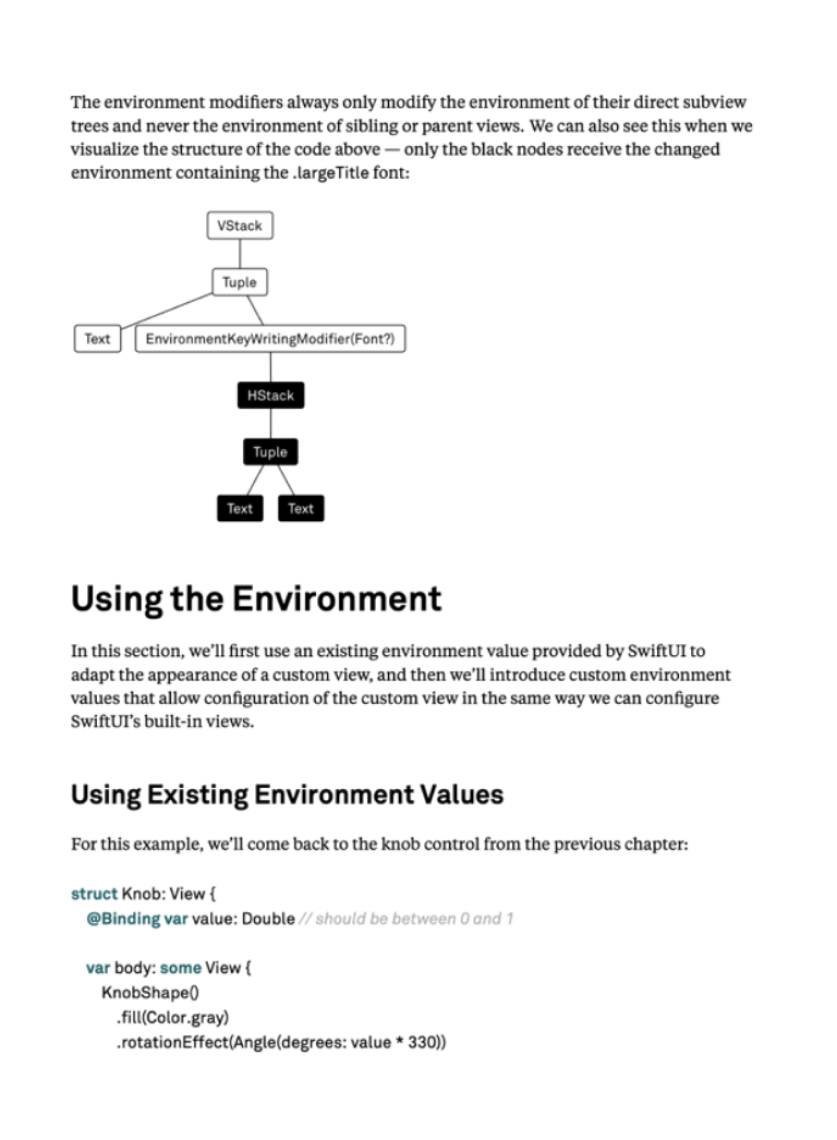 The environment modifiers always only modify the environment of their direct subview
trees and never the environment of sibling or parent views. We can also see this when we
visualize the structure of the code above — only the black nodes receive the changed
environment containing the .largeTitle font:
VStack
Tuple
Text
EnvironmentKeyWritingModifier(Font?)
HStack
Tuple
Text
Text
Using the Environment
In this section, we'll first use an existing environment value provided by SwiftUI to
adapt the appearance of a custom view, and then we'll introduce custom environment
values that allow configuration of the custom view in the same way we can configure
SwiftUI's built-in views.
Using Existing Environment Values
For this example, we'll come back to the knob control from the previous chapter:
struct Knob: View {
@Binding var value: Double // should be between 0 and 1
var body: some View {
KnobShape()
.fill(Color.gray)
.rotationEffect(Angle(degrees: value * 330))